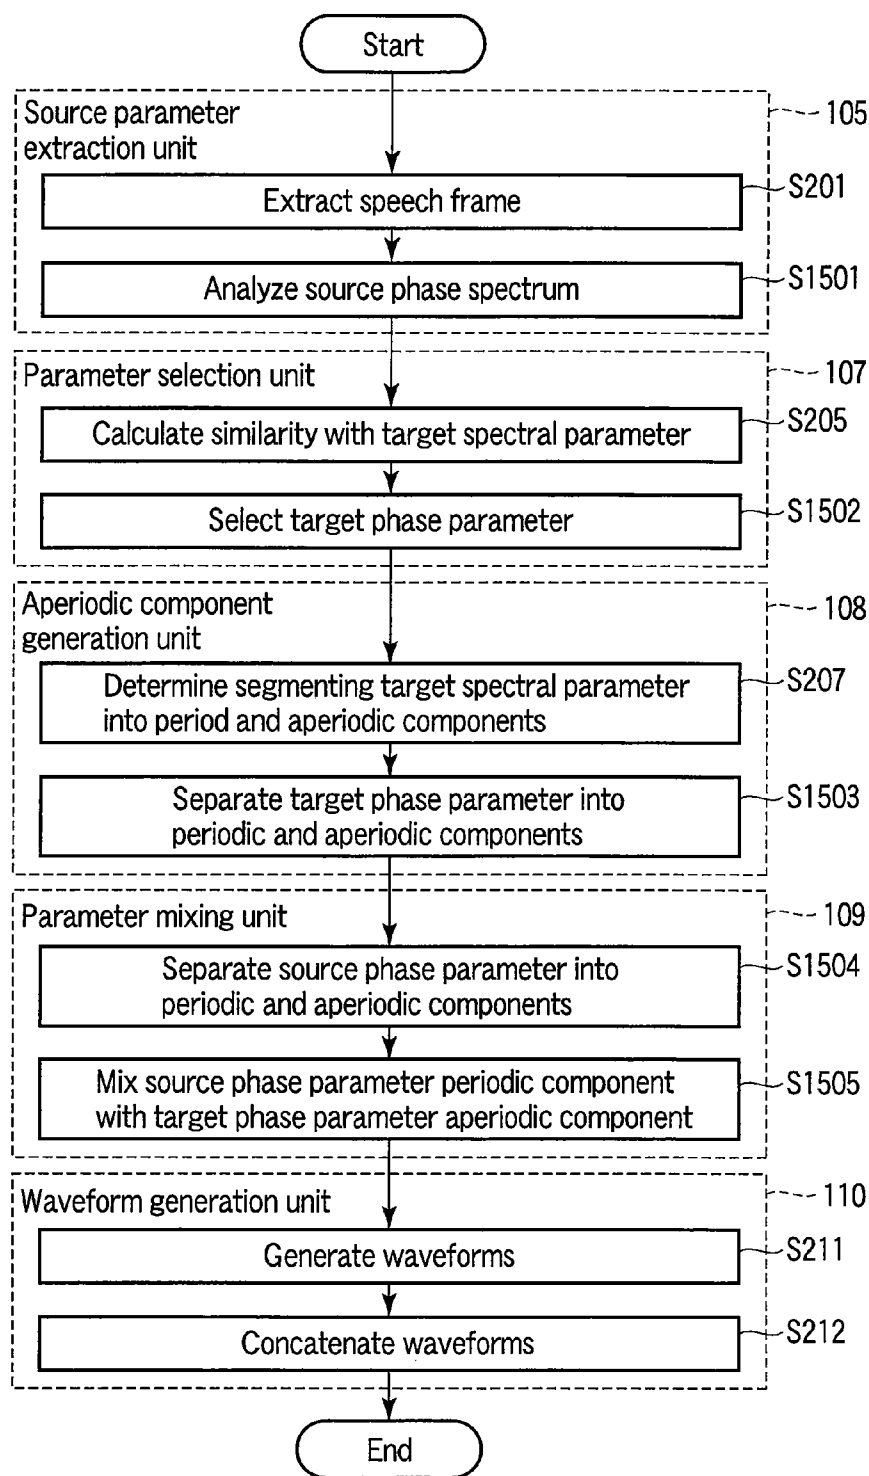 Start
Source parameter
extraction unit
105
Extract speech frame
S201
Analyze source phase spectrum
S1501
Parameter selection unit
107
Calculate similarity with target spectral parameter
S205
Select target phase parameter
S1502
Aperiodic component
generation unit
108
Determine segmenting target spectral parameter
into period and aperiodic components
S207
Separate target phase parameter into
periodic and aperiodic components
S1503
Parameter mixing unit
109
Separate source phase parameter into
periodic and aperiodic components
S1504
Mix source phase parameter periodic component
with target phase parameter aperiodic component
S1505
Waveform generation unit
110
Generate waveforms
S211
Concatenate waveforms
S212
End